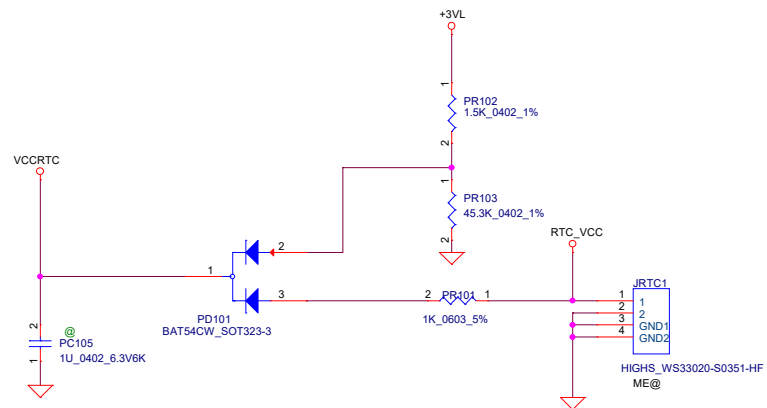 +3VL
1
PR102
1.5K_0402_1%
2
VCCRTC
1
PR103
45.3K_0402_1%
2
RTC_VCC
2
1
3
2
PR101
1
1K_0603_5%
PD101
BAT54CW_SOT323-3
JRTC1
1
1
2
2
3
GND1
4
GND2
HIGHS_WS33020-S0351-HF
ME@
2
@
PC105
1
1U_0402_6.3V6K